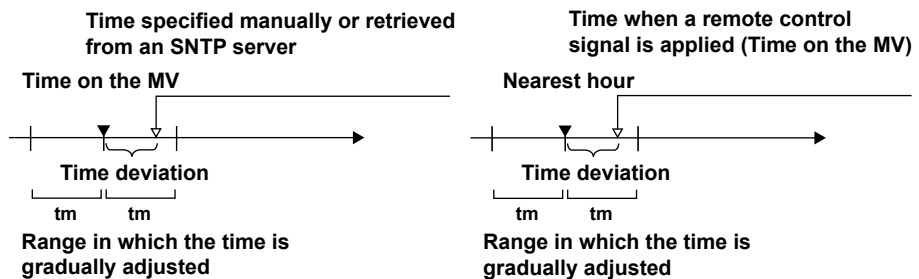 Time specified manually or retrieved
from an SNTP server
Time on the MV
Time deviation
tm tm
Range in which the time is
gradually adjusted
Time when a remote control
signal is applied (Time on the MV)
Nearest hour
Time deviation
tm tm
Range in which the time is
gradually adjusted